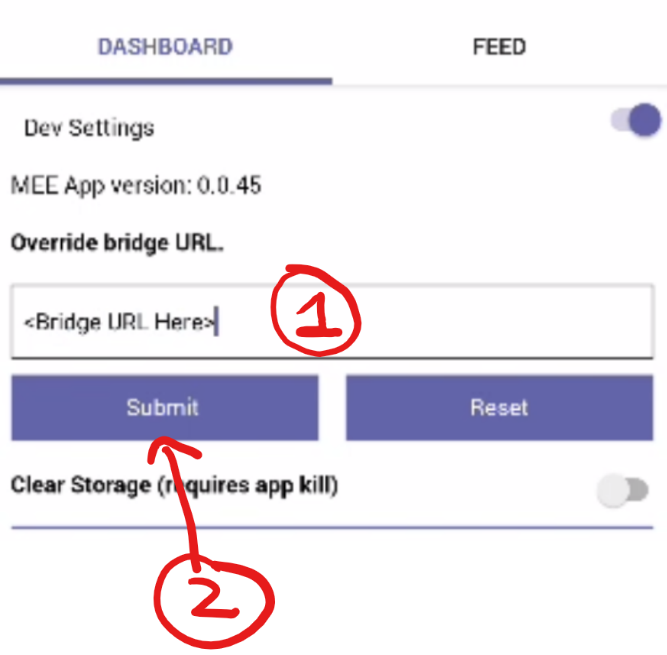 DASHBOARD FEED
Dev Settings
MEE App version: 0.0.45
Override bridge URL.
<Bridge URL Here> 1
Submit Reset
Clear Storage (requires app kill)
2